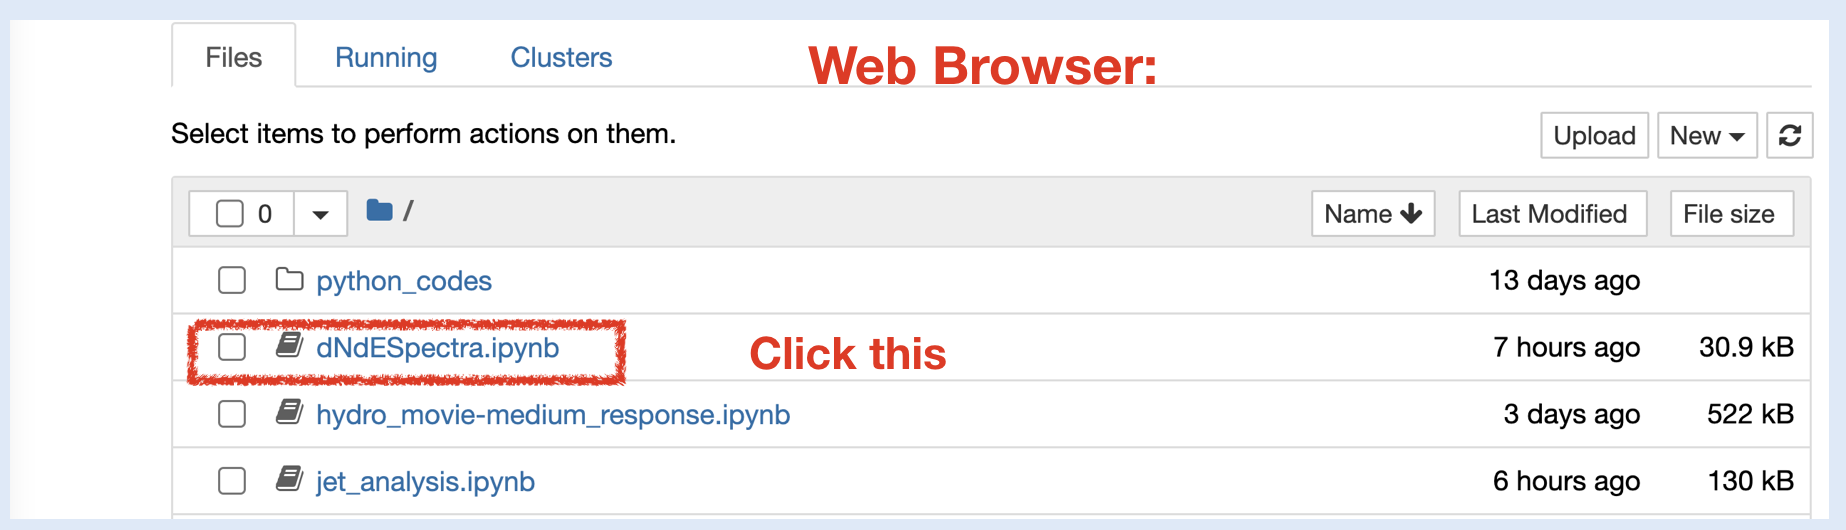 Files Running Clusters Web Browser:
Select items to perform actions on them. Upload New
0 / Name Last Modified File size
python_codes 13 days ago
dNdESpectra.ipynb Click this 7 hours ago 30.9 kB
hydro_movie-medium_response.ipynb 3 days ago 522 kB
jet_analysis.ipynb 6 hours ago 130 kB